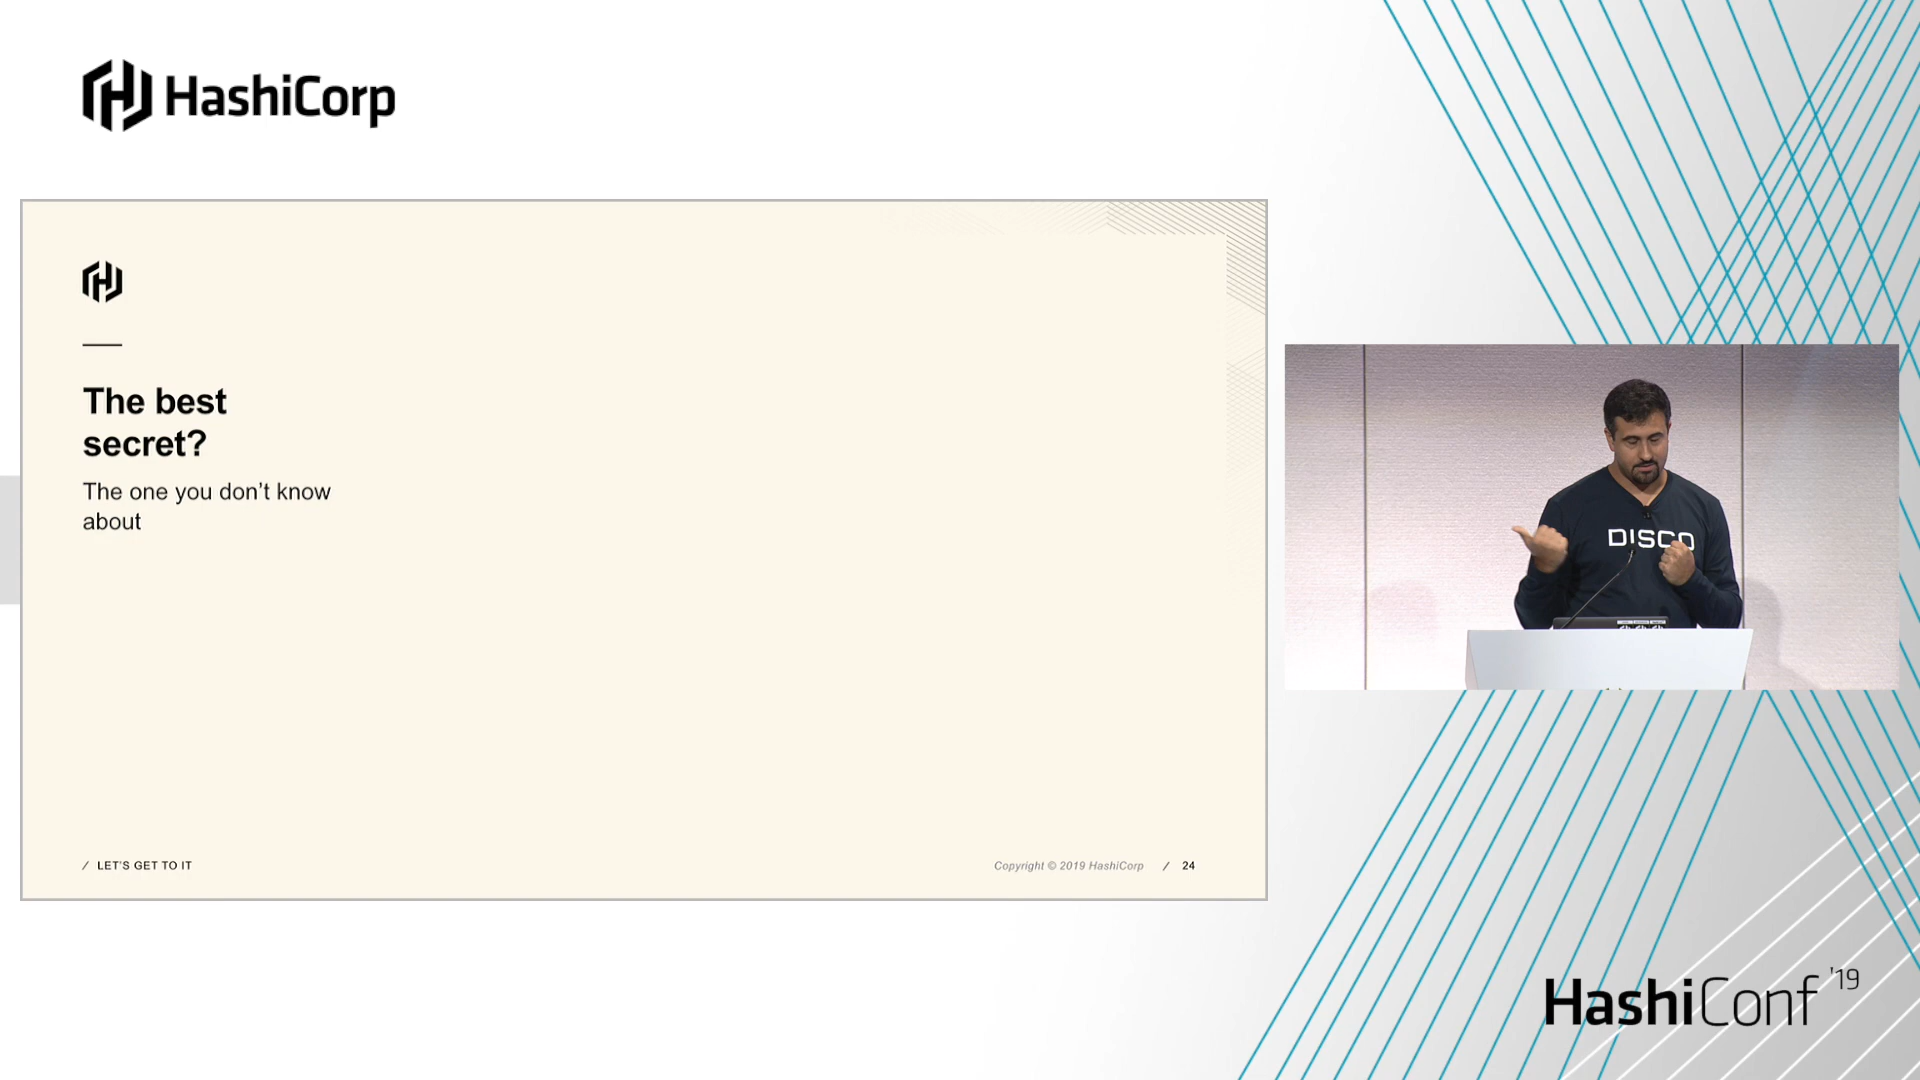 HashiCorp
The best
secret?
The one you don’t know
about
/ LET’S GET TO IT
Copyright © 2019 HashiCorp / 24
DISCO
HashiConf '19